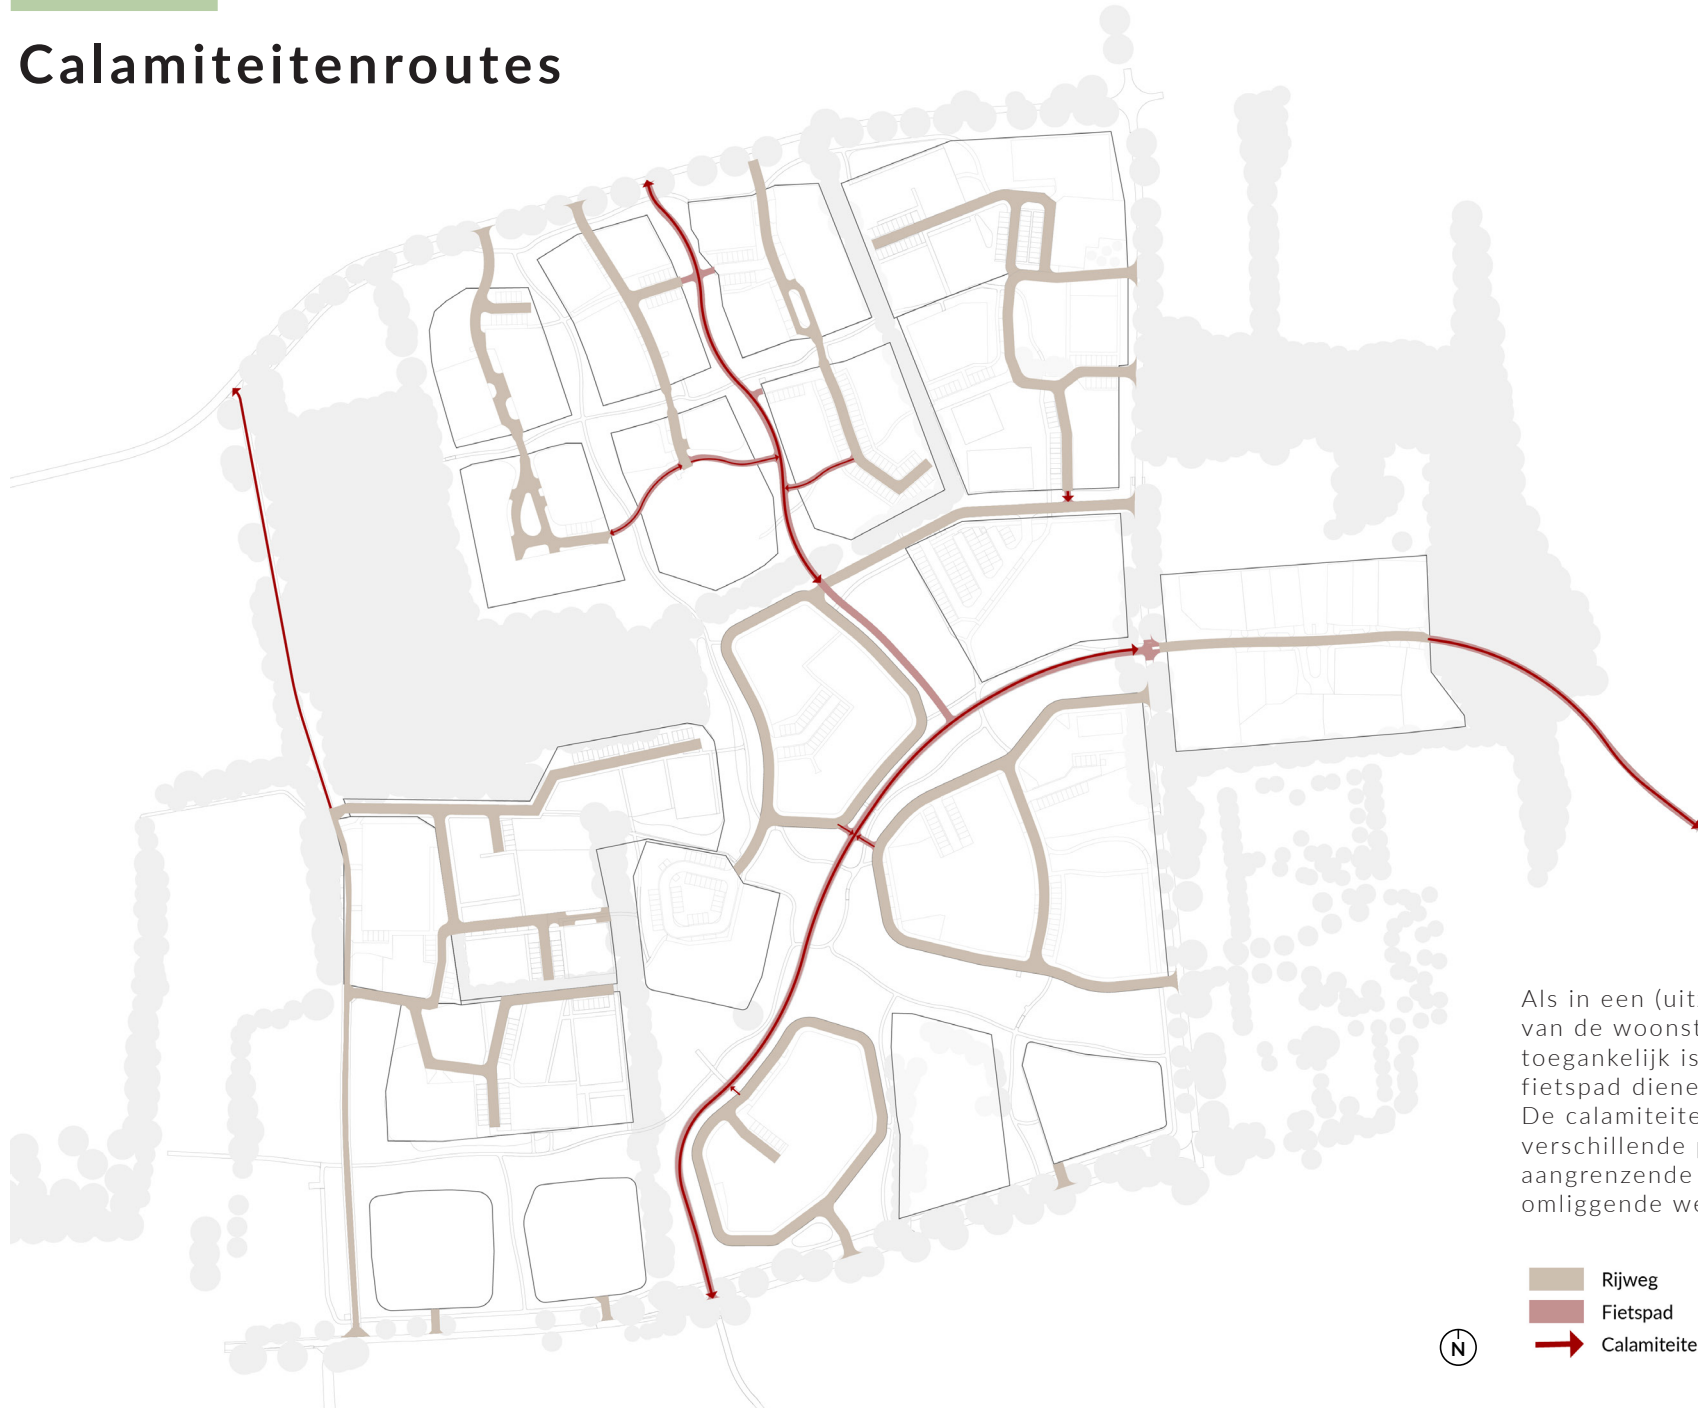 Calamiteitenroutes
Als in een (uit
van de woonst
toegankelijk is
fietspad diene
De calamiteite
verschillende
aangrenzende
omliggende we
Rijweg
Fietspad
Calamiteite
N